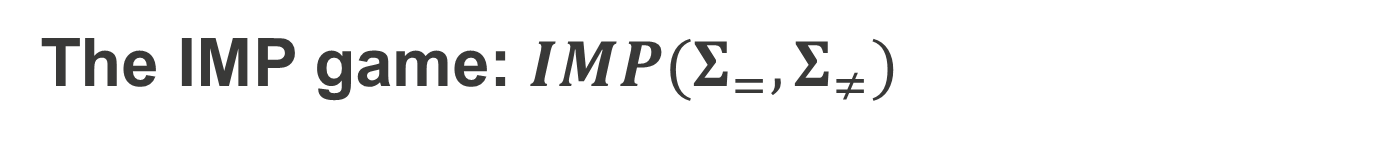 The IMP game: 𝑰𝑴𝑷(𝚺₌, 𝚺≠)